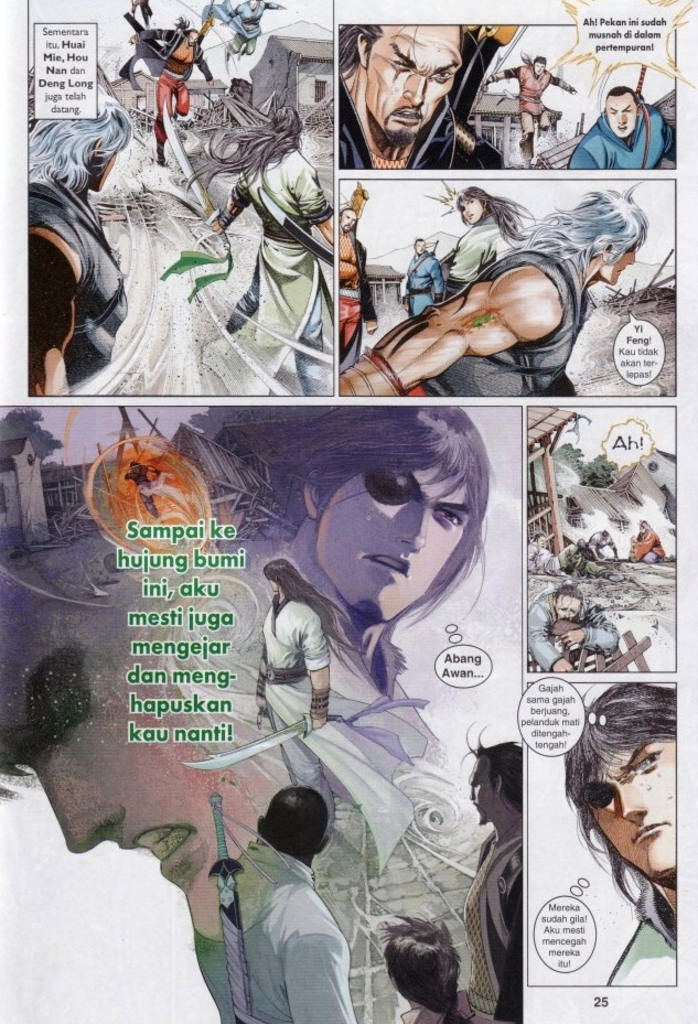 Sementara
itu, Huai
Mie, Hou
Nan dan
Deng Long
juga telah
datang.
Ah! Pekan ini sudah
musnah di dalam
pertempuran!
Yi
Feng!
Kau tidak
akan ter-
lepas!
Sampai ke
hujung bumi
ini, aku
mesti juga
mengejar
dan meng-
hapuskan
kau nanti!
Abang
Awan...
Ah!
Gajah
sama gajah
berjuang,
pelanduk mati
ditengah-
tengah!
Mereka
sudah gila!
Aku mesti
mencegah
mereka
itu!
25